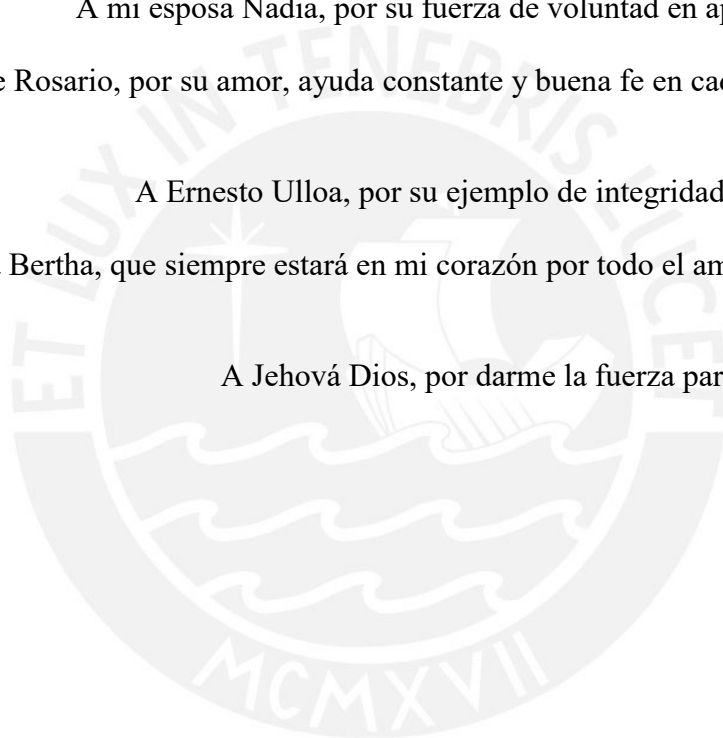 A mi esposa Nadia, por su fuerza de voluntad en
Rosario, por su amor, ayuda constante y buena fe en
A Ernesto Ulloa, por su ejemplo de integridad
Bertha, que siempre estará en mi corazón por todo el
A Jehová Dios, por darme la fuerza
ET LUX IN TENEBRIS LUCET
MCMXVII